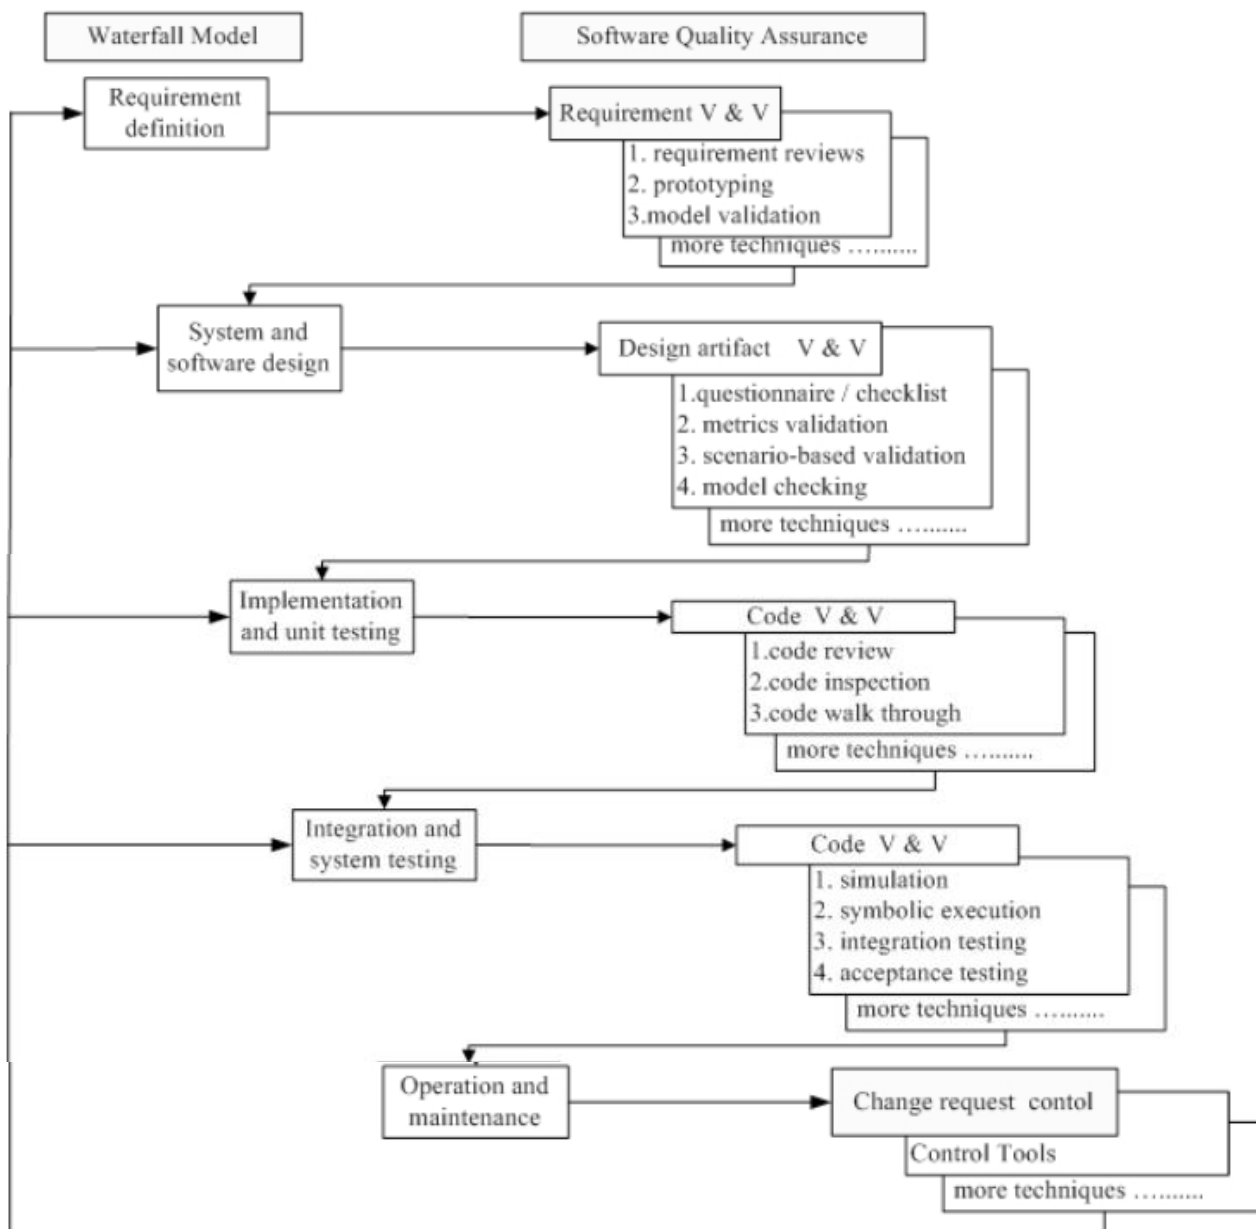 Waterfall Model
Software Quality Assurance
Requirement
definition
Requirement V & V
1. requirement reviews
2. prototyping
3.model validation
more techniques ….......
System and
software design
Design artifact V & V
1.questionnaire / checklist
2. metrics validation
3. scenario-based validation
4. model checking
more techniques ….......
Implementation
and unit testing
Code V & V
1.code review
2.code inspection
3.code walk through
more techniques ….......
Integration and
system testing
Code V & V
1. simulation
2. symbolic execution
3. integration testing
4. acceptance testing
more techniques ….......
Operation and
maintenance
Change request contol
Control Tools
more techniques ….......